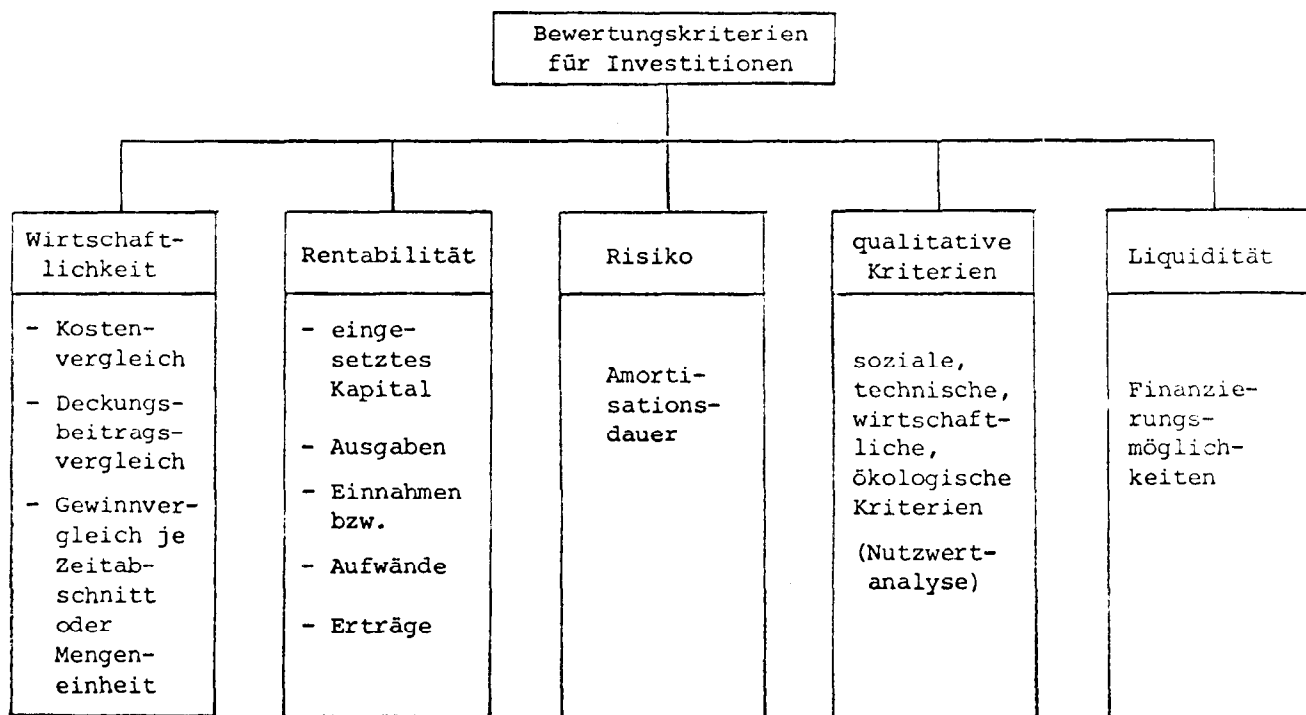 Bewertungskriterien
für Investitionen
Wirtschaft-
lichkeit
- Kosten-
vergleich
- Deckungs-
beitrags-
vergleich
- Gewinnver-
gleich je
Zeitab-
schnitt
oder
Mengen-
einheit
Rentabilität
- einge-
setztes
Kapital
- Ausgaben
- Einnahmen
bzw.
- Aufwände
- Erträge
Risiko
Amorti-
sations-
dauer
qualitative
Kriterien
soziale,
technische,
wirtschaft-
liche,
ökologische
Kriterien
(Nutzwert-
analyse)
Liquidität
Finanzie-
rungs-
möglich-
keiten